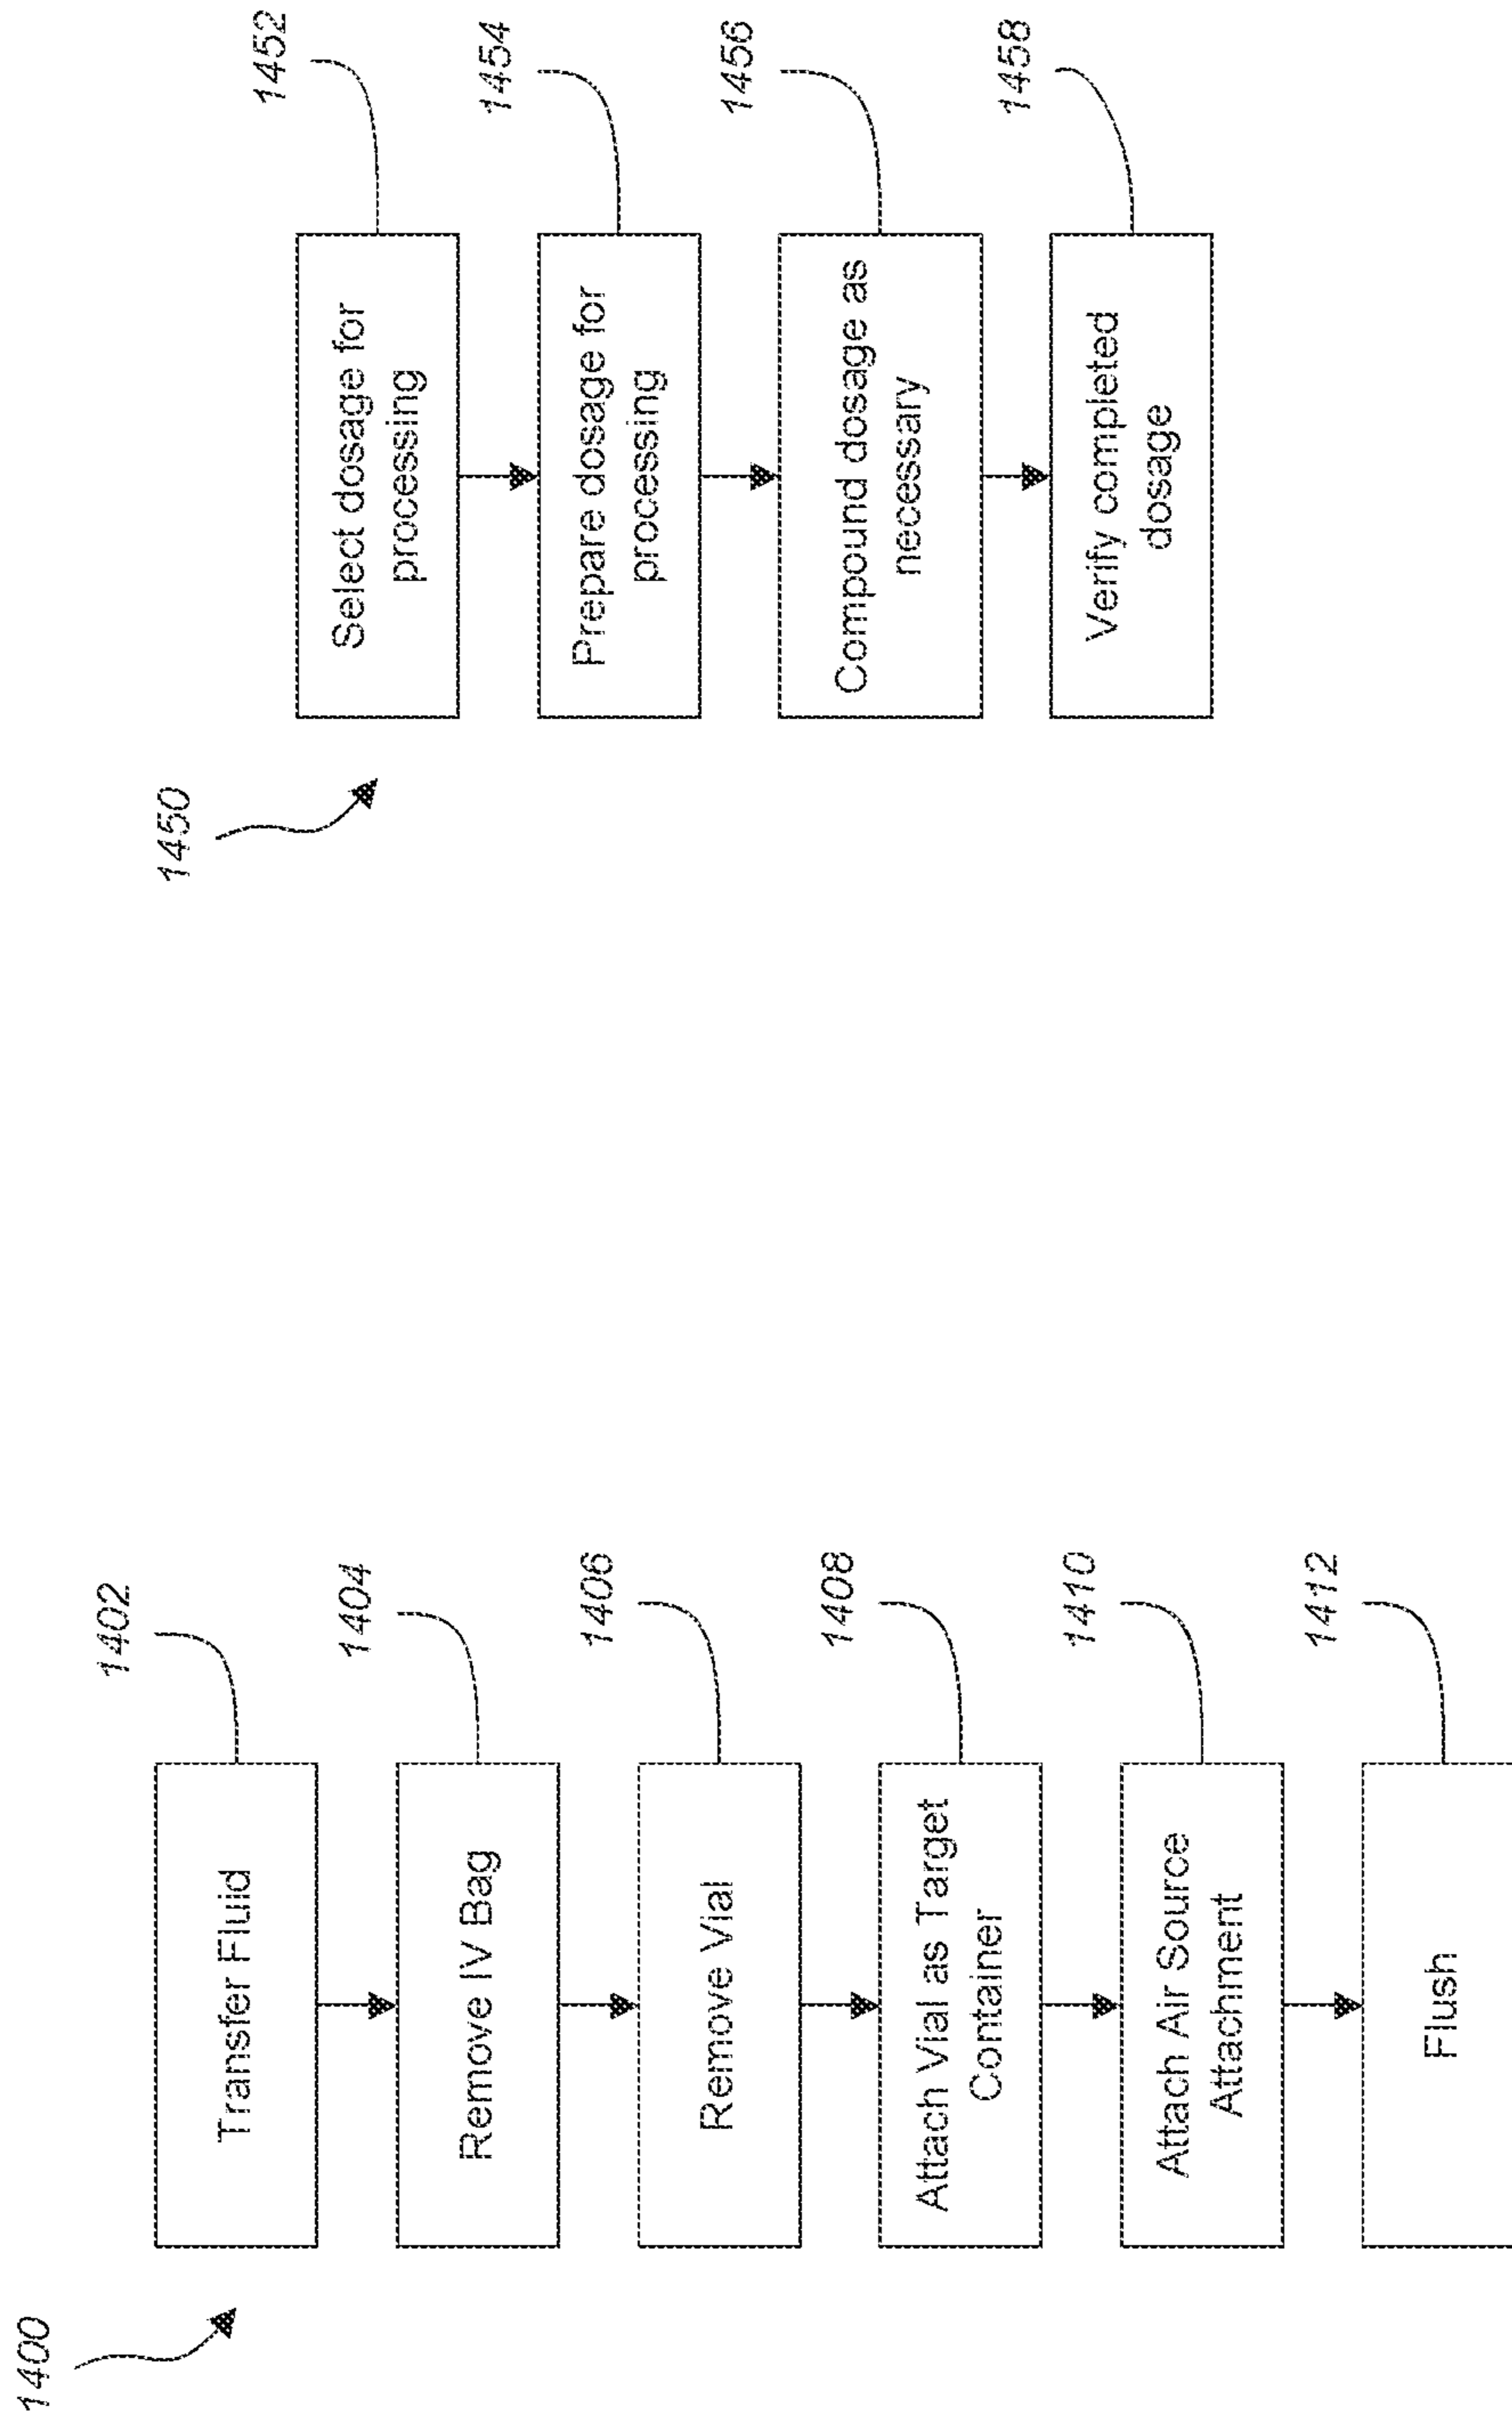 1400
1402
Transfer Fluid
1404
Remove IV Bag
1406
Remove Vial
1408
Attach Vial as Target
Container
1410
Attach Air Source
Attachment
1412
Flush
1450
1452
Select dosage for
processing
1454
Prepare dosage for
processing
1456
Compound dosage as
necessary
1458
Verify completed
dosage